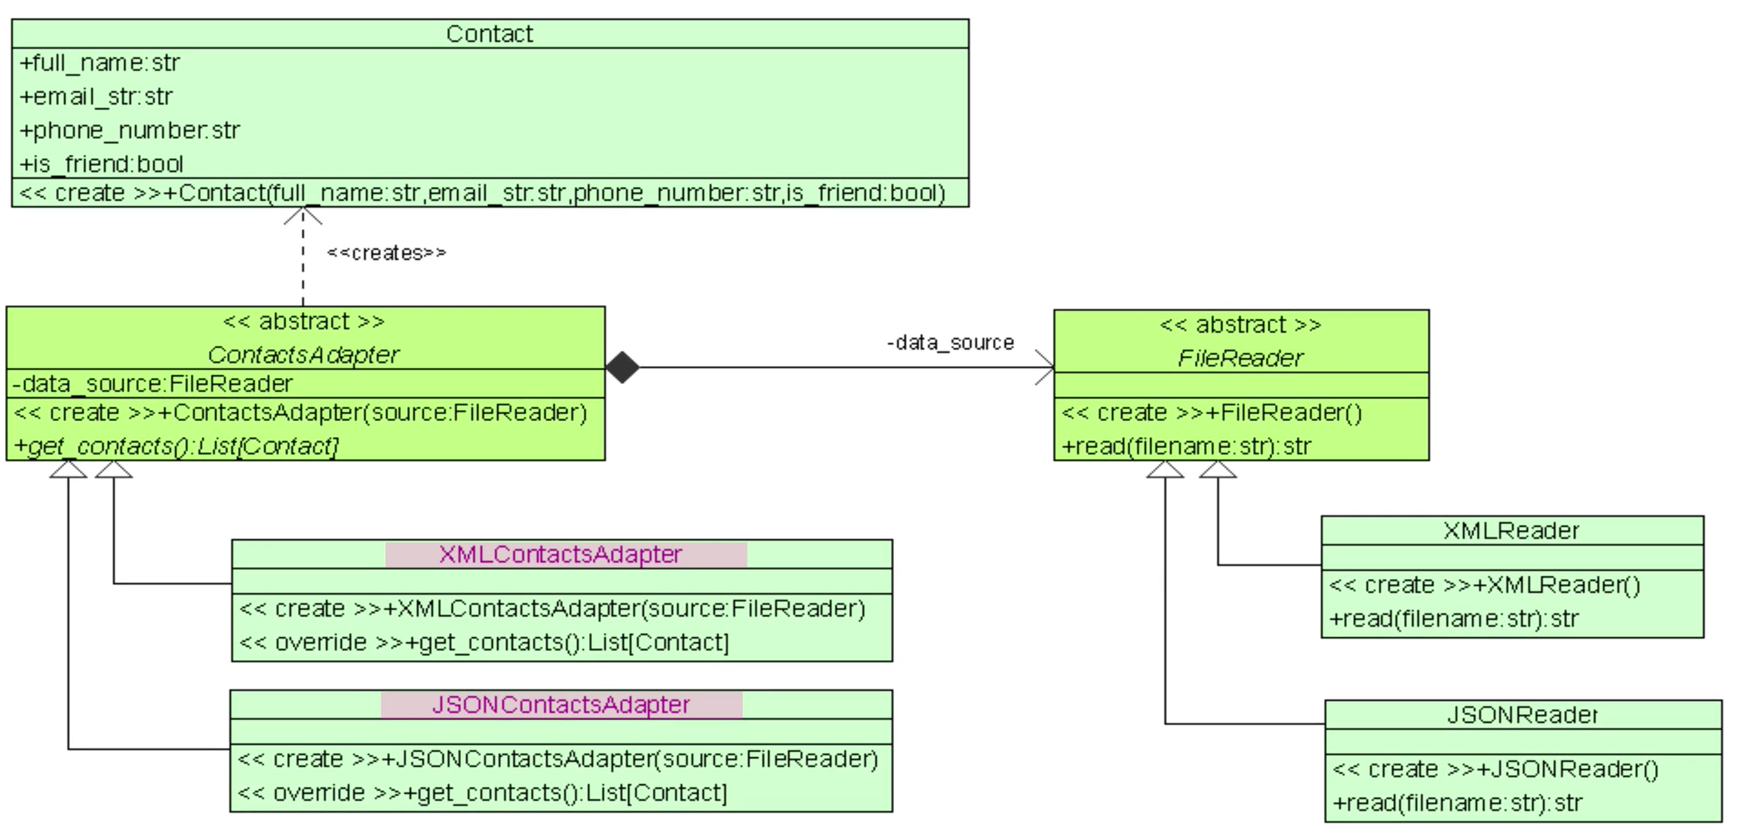 Contact
+full_name:str
+email_str:str
+phone_number:str
+is_friend:bool
<< create >>+Contact(full_name:str,email_str:str,phone_number:str,is_friend:bool)
<<creates>>
<< abstract >>
ContactsAdapter
-data_source:FileReader
<< create >>+ContactsAdapter(source:FileReader)
+get_contacts():List[Contact]
-data_source
<< abstract >>
FileReader
<< create >>+FileReader()
+read(filename:str):str
XMLContactsAdapter
<< create >>+XMLContactsAdapter(source:FileReader)
<< override >>+get_contacts():List[Contact]
JSONContactsAdapter
<< create >>+JSONContactsAdapter(source:FileReader)
<< override >>+get_contacts():List[Contact]
XMLReader
<< create >>+XMLReader()
+read(filename:str):str
JSONReader
<< create >>+JSONReader()
+read(filename:str):str